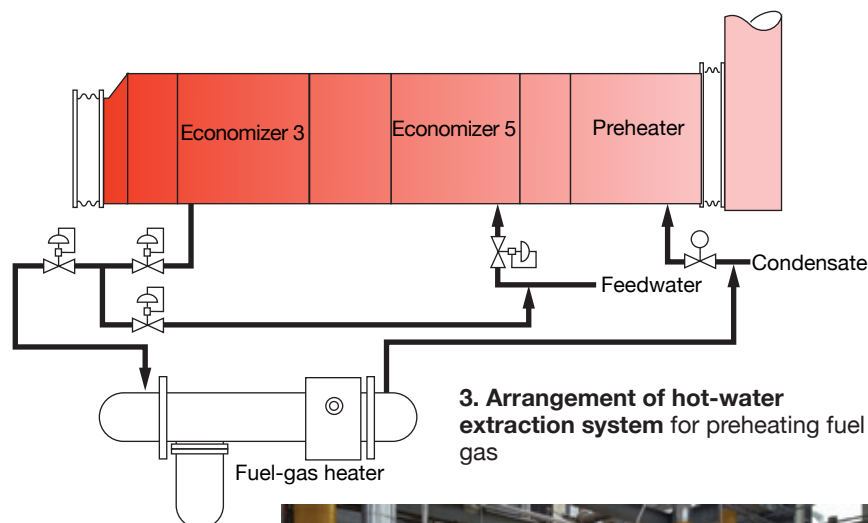 Economizer 3
Economizer 5
Preheater
Condensate
Feedwater
Fuel-gas heater
3. Arrangement of hot-water
extraction system for preheating fuel
gas